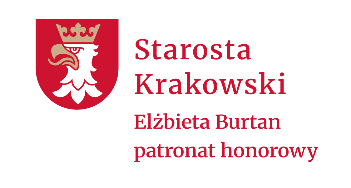 Starosta
Krakowski
Elżbieta Burtan
patronat honorowy